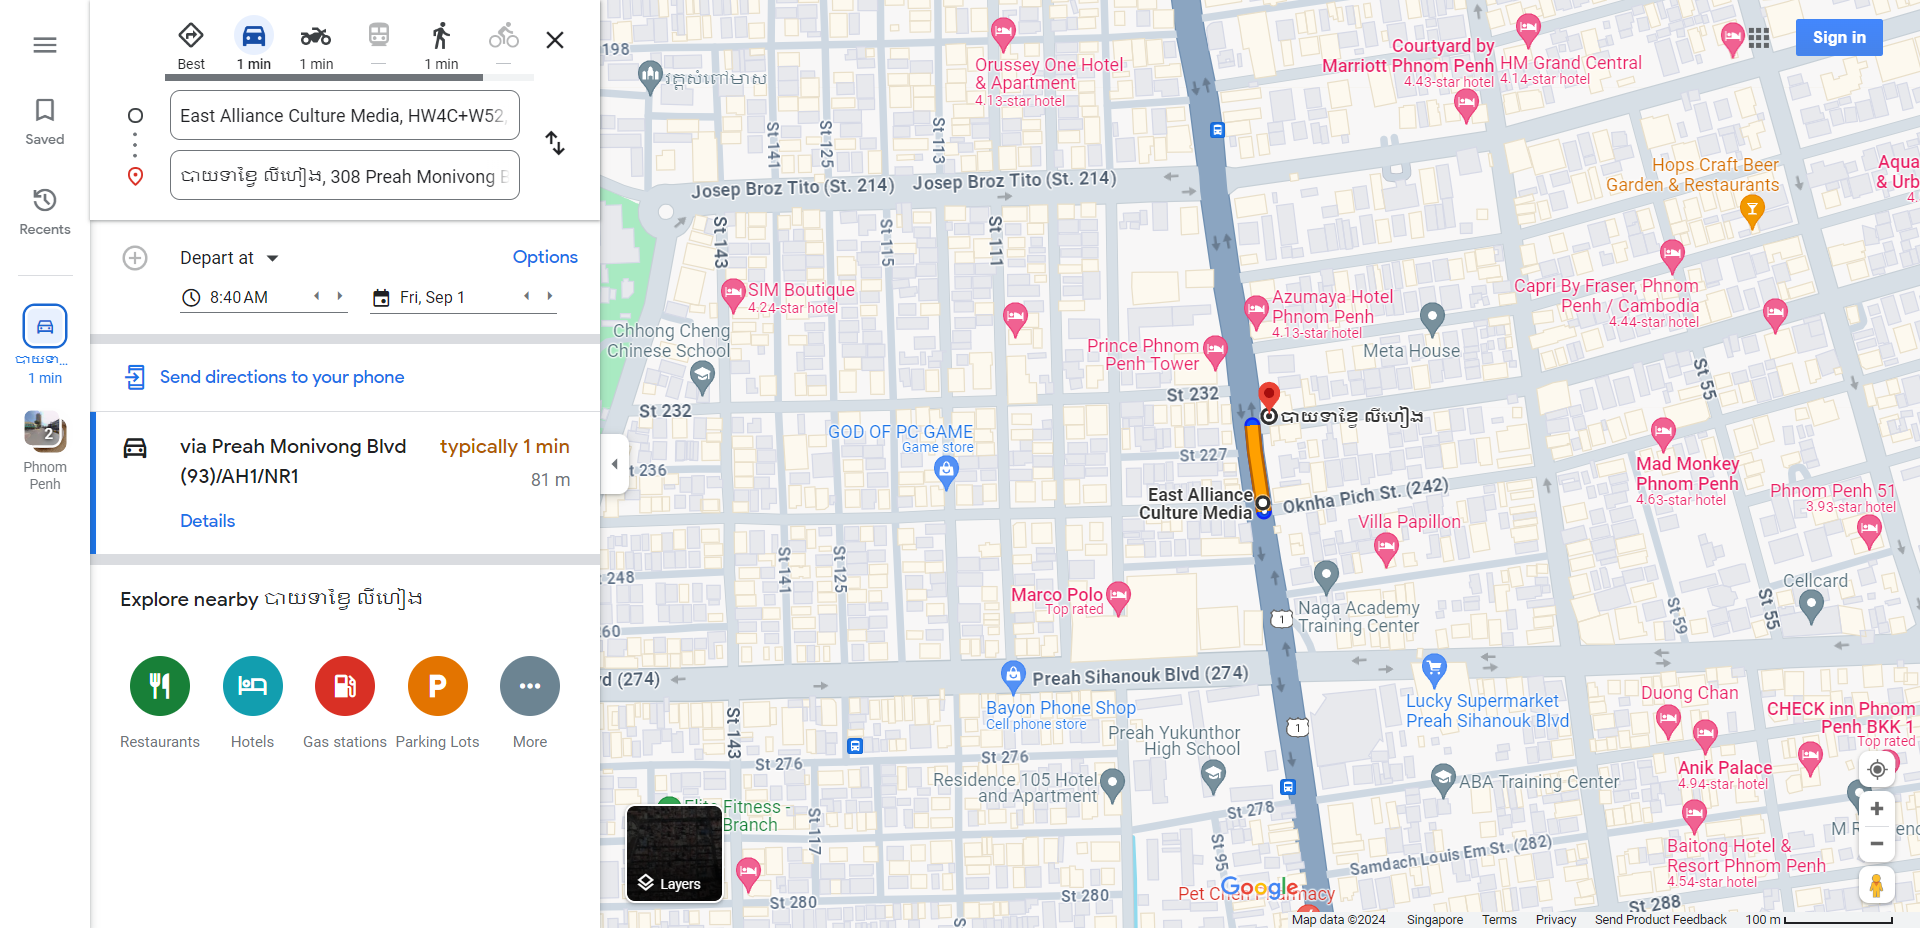 Best
1 min
1 min
—
1 min
—
Saved
Recents
បាយទា...
1 min
2
Phnom
Penh
East Alliance Culture Media, HW4C+W52,
បាយទាខ្វៃ លីហៀង, 308 Preah Monivong B
Depart at
Options
8:40 AM
Fri, Sep 1
Send directions to your phone
via Preah Monivong Blvd
(93)/AH1/NR1
typically 1 min
81 m
Details
Explore nearby បាយទាខ្វៃ លីហៀង
Restaurants
Hotels
Gas stations
P
Parking Lots
More
Sign in
198
វត្តសំពៅមាស
Orussey One Hotel
& Apartment
4.13-star hotel
Courtyard by
Marriott Phnom Penh
4.43-star hotel
HM Grand Central
4.14-star hotel
St 141
St 125
St 113
Josep Broz Tito (St. 214)
Josep Broz Tito (St. 214)
Hops Craft Beer
Garden & Restaurants
Aqua
& Urb
4.
St 143
St 115
St 111
SIM Boutique
4.24-star hotel
Chhong Cheng
Chinese School
Azumaya Hotel
Phnom Penh
4.13-star hotel
Prince Phnom
Penh Tower
Meta House
Capri By Fraser, Phnom
Penh / Cambodia
4.44-star hotel
St 55
St 232
St 232
បាយទាខ្វៃ លីហៀង
GOD OF PC GAME
Game store
t 236
St 227
East Alliance
Culture Media
Oknha Pich St. (242)
Villa Papillon
Mad Monkey
Phnom Penh
4.63-star hotel
Phnom Penh 51
3.93-star hotel
St 141
St 125
248
Marco Polo
Top rated
Naga Academy
Training Center
1
Cellcard
St 59
St 55
60
vd (274)
Preah Sihanouk Blvd (274)
Bayon Phone Shop
Cell phone store
Lucky Supermarket
Preah Sihanouk Blvd
Duong Chan
CHECK inn Phnom
Penh BKK 1
Top rated
St 143
1
Preah Yukunthor
High School
St 276
St 276
Residence 105 Hotel
and Apartment
ABA Training Center
Anik Palace
4.94-star hotel
Elite Fitness -
Branch
St 117
St 278
St 95
Samdach Louis Em St. (282)
Baitong Hotel &
Resort Phnom Penh
4.54-star hotel
Layers
St 280
St 280
Google
St 288
Map data ©2024
Singapore
Terms
Privacy
Send Product Feedback
100 m